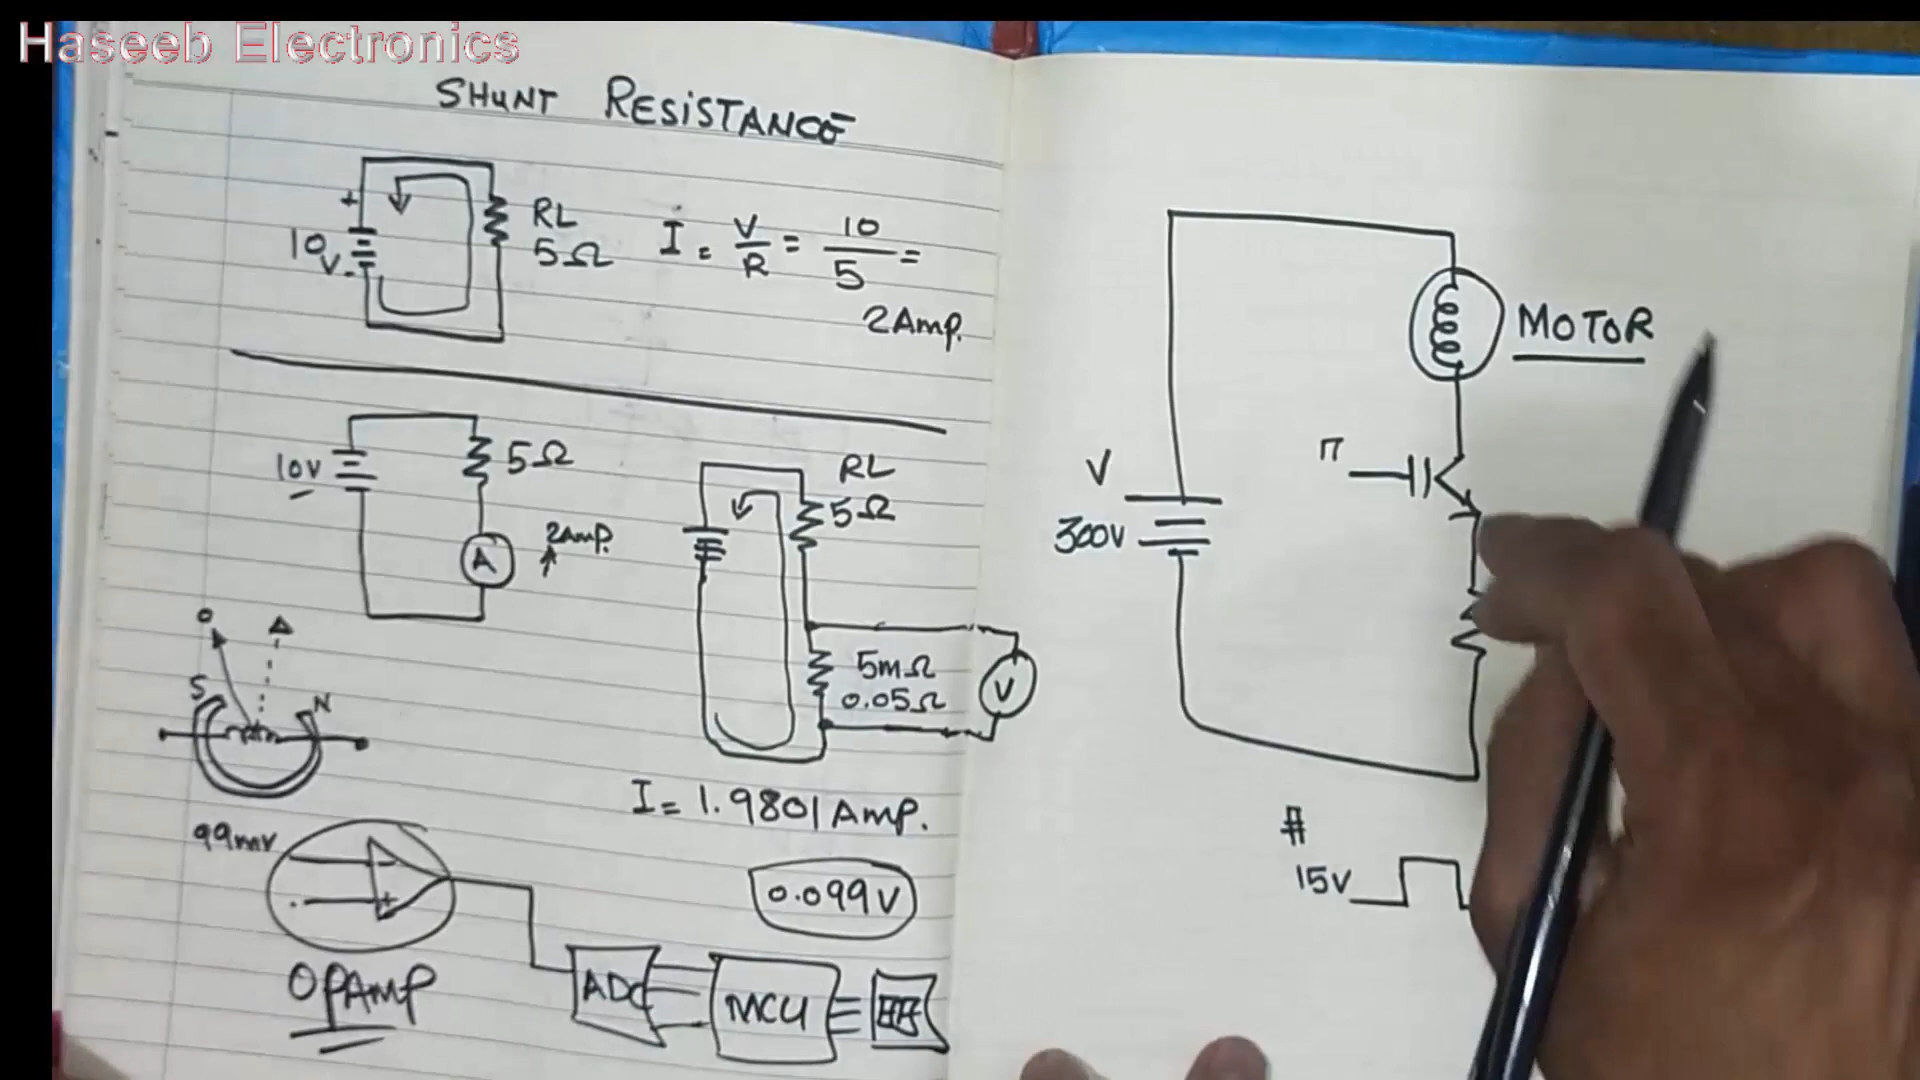 Haseeb Electronics
SHUNT RESISTANCE
+
10V
-
RL
5Ω
I = V/R = 10/5 =
2Amp.
10V
5Ω
A
2AmP.
RL
5Ω
5mΩ
0.05Ω
V
0
S
N
I = 1.9801 Amp.
99mV
-
+
0.099V
OPAMP
ADC
MCU
MOTOR
V
300V
#
15V